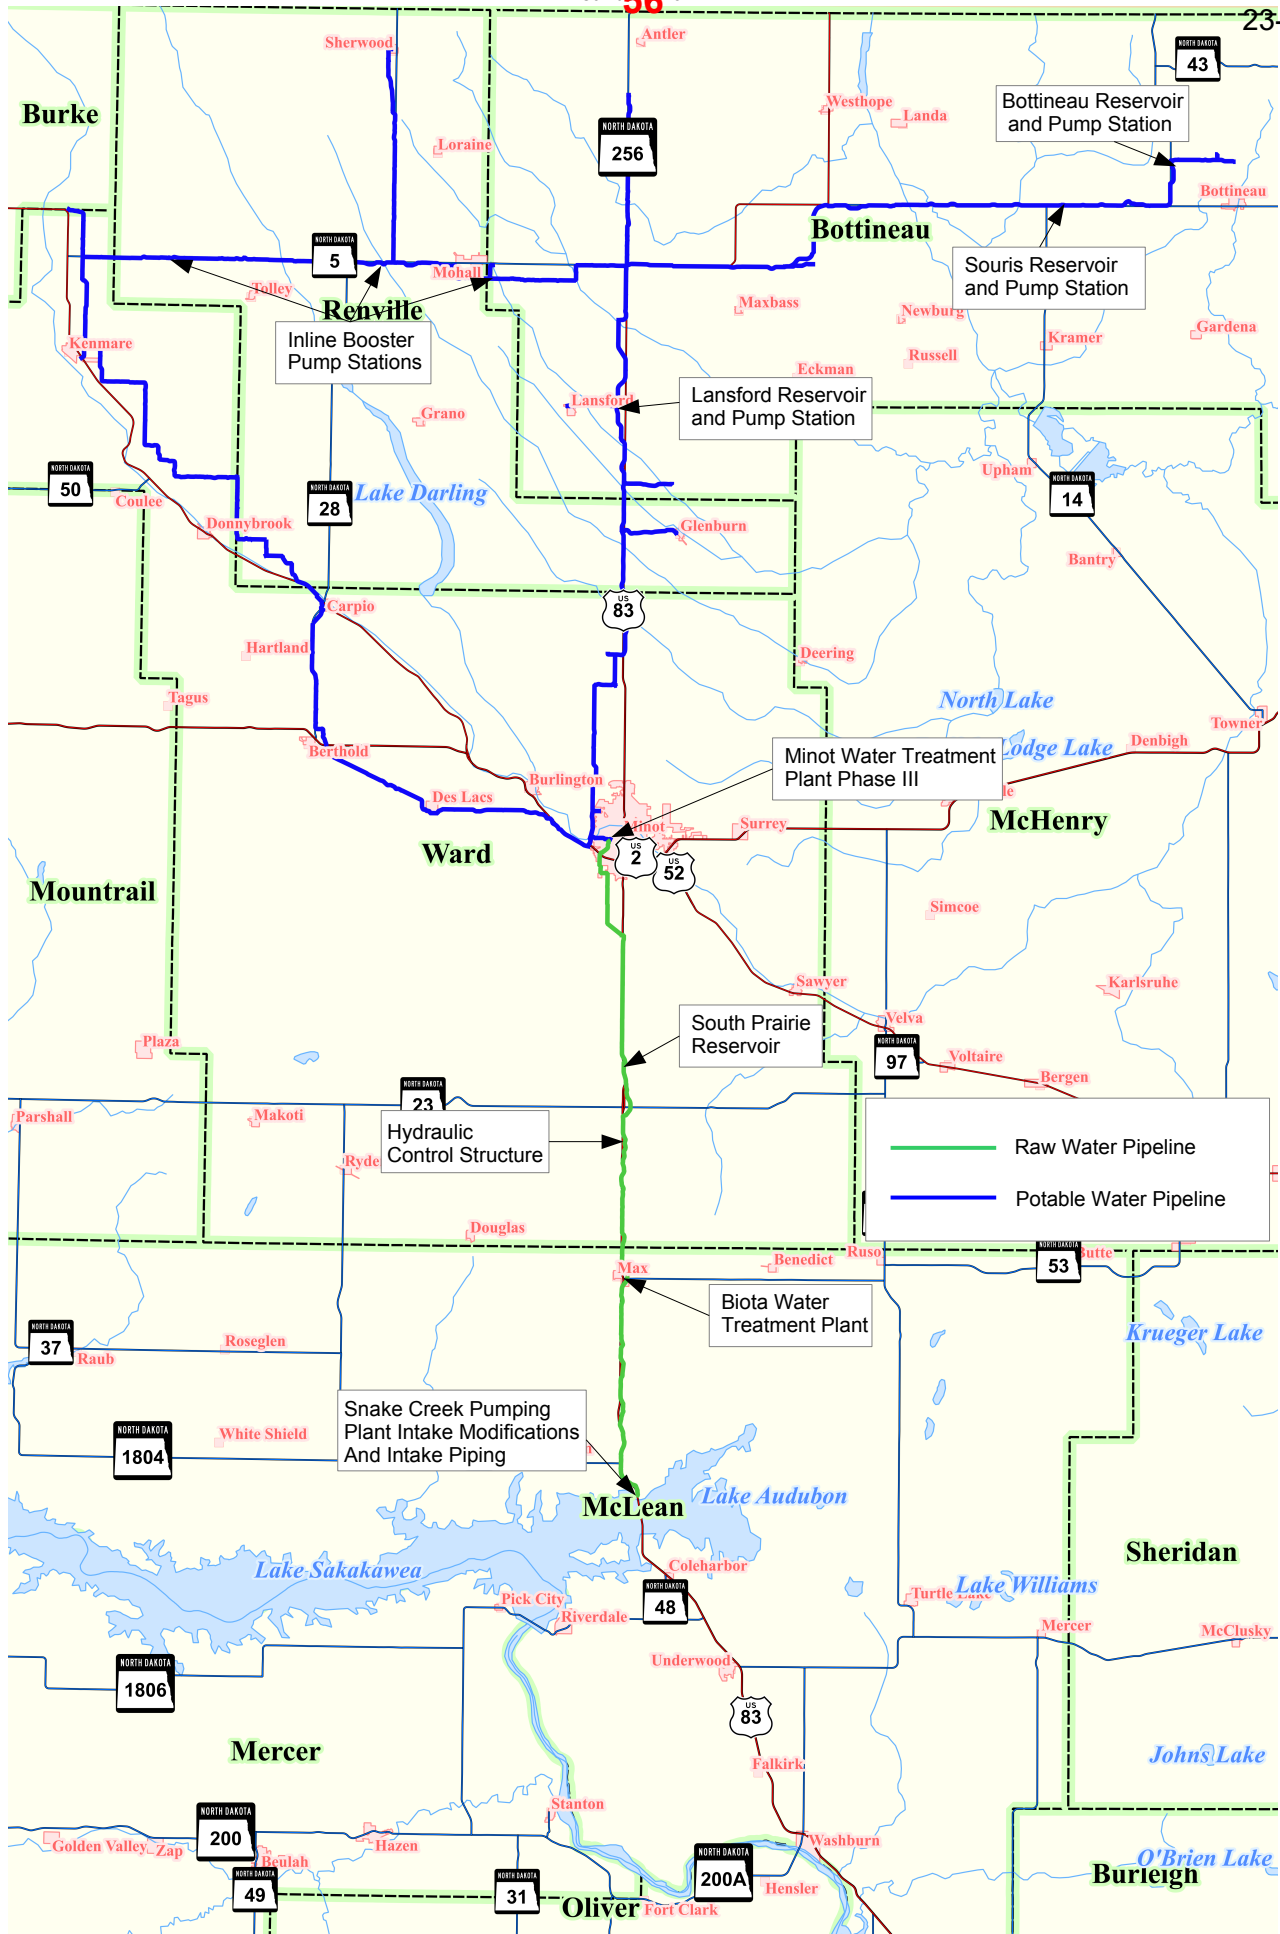 56
23-
Sherwood
Antler
NORTH DAKOTA
43
Burke
Westhope
Landa
Bottineau Reservoir
and Pump Station
Loraine
NORTH DAKOTA
256
Bottineau
Bottineau
NORTH DAKOTA
5
Mohall
Souris Reservoir
and Pump Station
Tolley
Renville
Maxbass
Newburg
Gardena
Inline Booster
Pump Stations
Kenmare
Kramer
Russell
Eckman
Lansford
Lansford Reservoir
and Pump Station
Grano
Upham
NORTH DAKOTA
50
Coulee
NORTH DAKOTA
28
Lake Darling
NORTH DAKOTA
14
Donnybrook
Glenburn
Bantry
US
83
Carpio
Hartland
Deering
Tagus
North Lake
Towner
Berthold
Minot Water Treatment
Plant Phase III
Lodge Lake
Denbigh
Burlington
le
Des Lacs
Minot
Surrey
McHenry
Ward
US
2
US
52
Mountrail
Simcoe
Sawyer
Karlsruhe
South Prairie
Reservoir
Velva
Plaza
NORTH DAKOTA
97
Voltaire
Bergen
NORTH DAKOTA
23
Parshall
Makoti
Hydraulic
Control Structure
Ryde
Raw Water Pipeline
Potable Water Pipeline
Douglas
Ruso
Benedict
NORTH DAKOTA
53
Butte
Max
Biota Water
Treatment Plant
NORTH DAKOTA
37
Raub
Roseglen
Krueger Lake
Snake Creek Pumping
Plant Intake Modifications
And Intake Piping
NORTH DAKOTA
1804
White Shield
n
McLean
Lake Audubon
Sheridan
Lake Sakakawea
Coleharbor
Pick City
Riverdale
NORTH DAKOTA
48
Turtle Lake
Lake Williams
Mercer
McClusky
Underwood
NORTH DAKOTA
1806
US
83
Mercer
Johns Lake
Falkirk
Stanton
NORTH DAKOTA
200
Golden Valley
Zap
Hazen
Washburn
Beulah
NORTH DAKOTA
49
NORTH DAKOTA
31
NORTH DAKOTA
200A
Hensler
O'Brien Lake
Burleigh
Oliver
Fort Clark